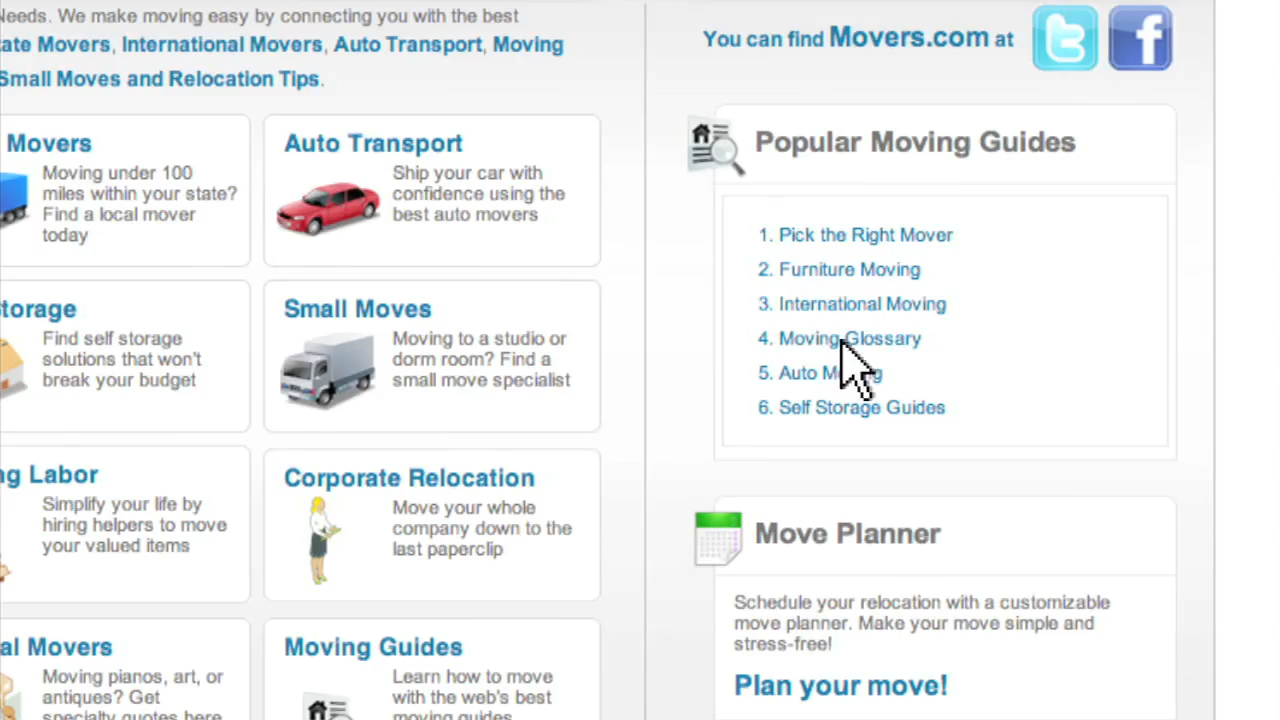 Needs. We make moving easy by connecting you with the best
ate Movers, International Movers, Auto Transport, Moving
Small Moves and Relocation Tips.
Movers
Moving under 100
miles within your state?
Find a local mover
today
Auto Transport
Ship your car with
confidence using the
best auto movers
torage
Find self storage
solutions that won't
break your budget
Small Moves
Moving to a studio or
dorm room? Find a
small move specialist
ng Labor
Simplify your life by
hiring helpers to move
your valued items
Corporate Relocation
Move your whole
company down to the
last paperclip
al Movers
Moving pianos, art, or
antiques? Get
specialty quotes here
Moving Guides
Learn how to move
with the web's best
moving guides
You can find Movers.com at
Popular Moving Guides
1. Pick the Right Mover
2. Furniture Moving
3. International Moving
4. Moving Glossary
5. Auto Moving
6. Self Storage Guides
Move Planner
Schedule your relocation with a customizable
move planner. Make your move simple and
stress-free!
Plan your move!